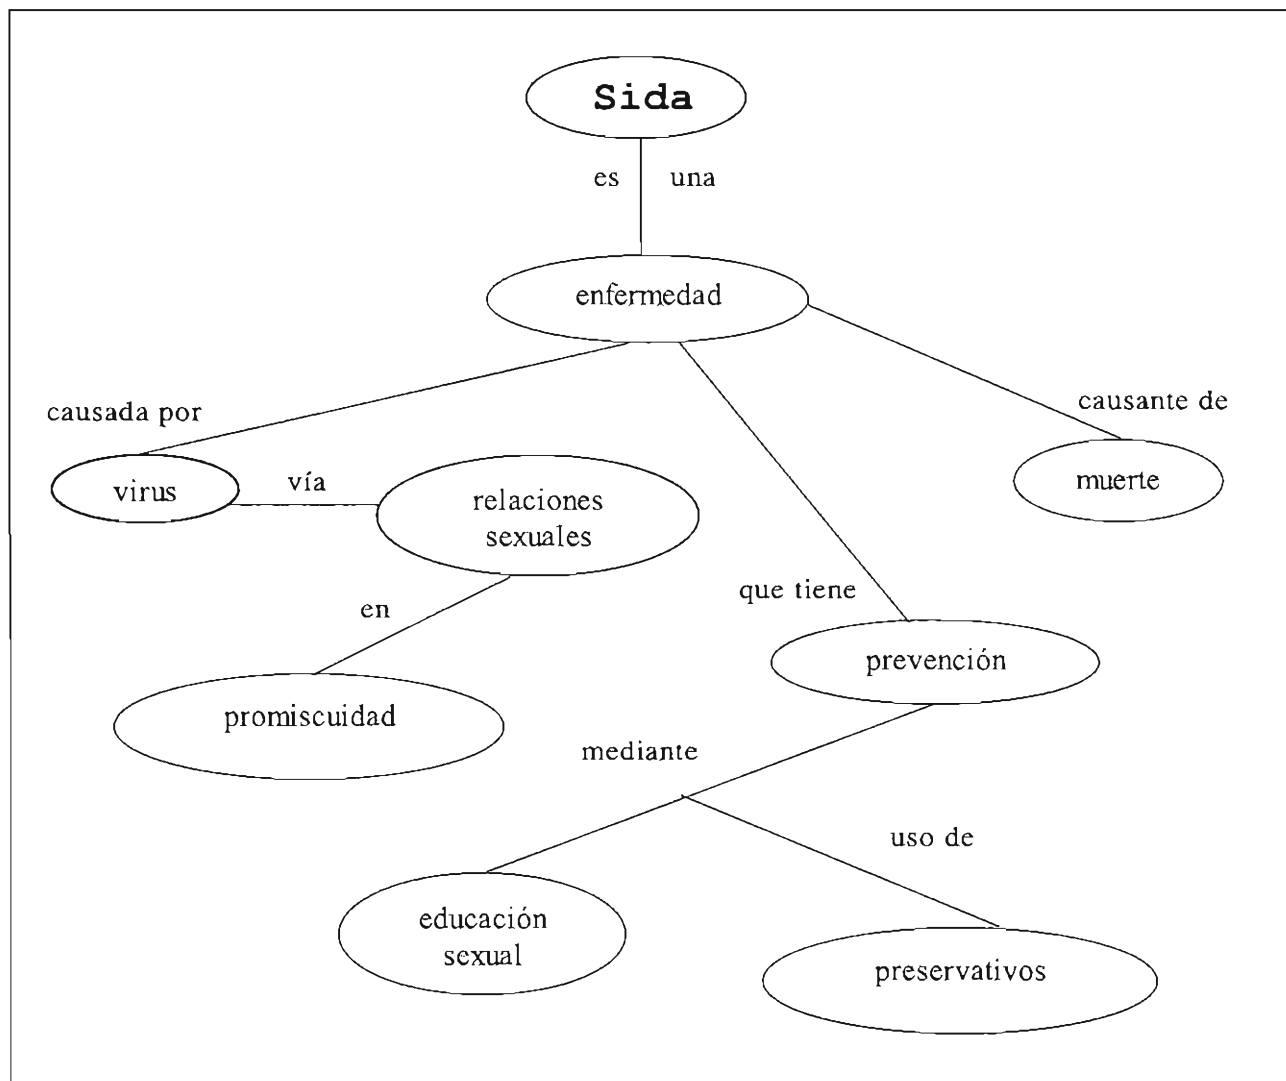 Sida
es una
enfermedad
causada por
causante de
virus
vía
relaciones
sexuales
muerte
en
que tiene
promiscuidad
prevención
mediante
uso de
educación
sexual
preservativos